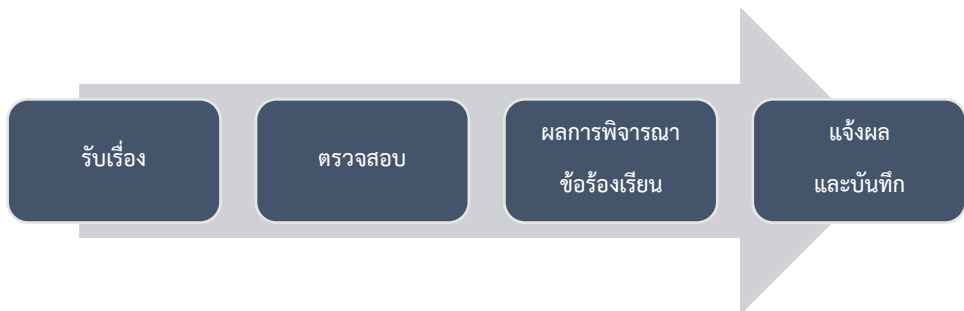 รับเรื่อง
ตรวจสอบ
ผลการพิจารณา
ข้อร้องเรียน
แจ้งผล
และบันทึก